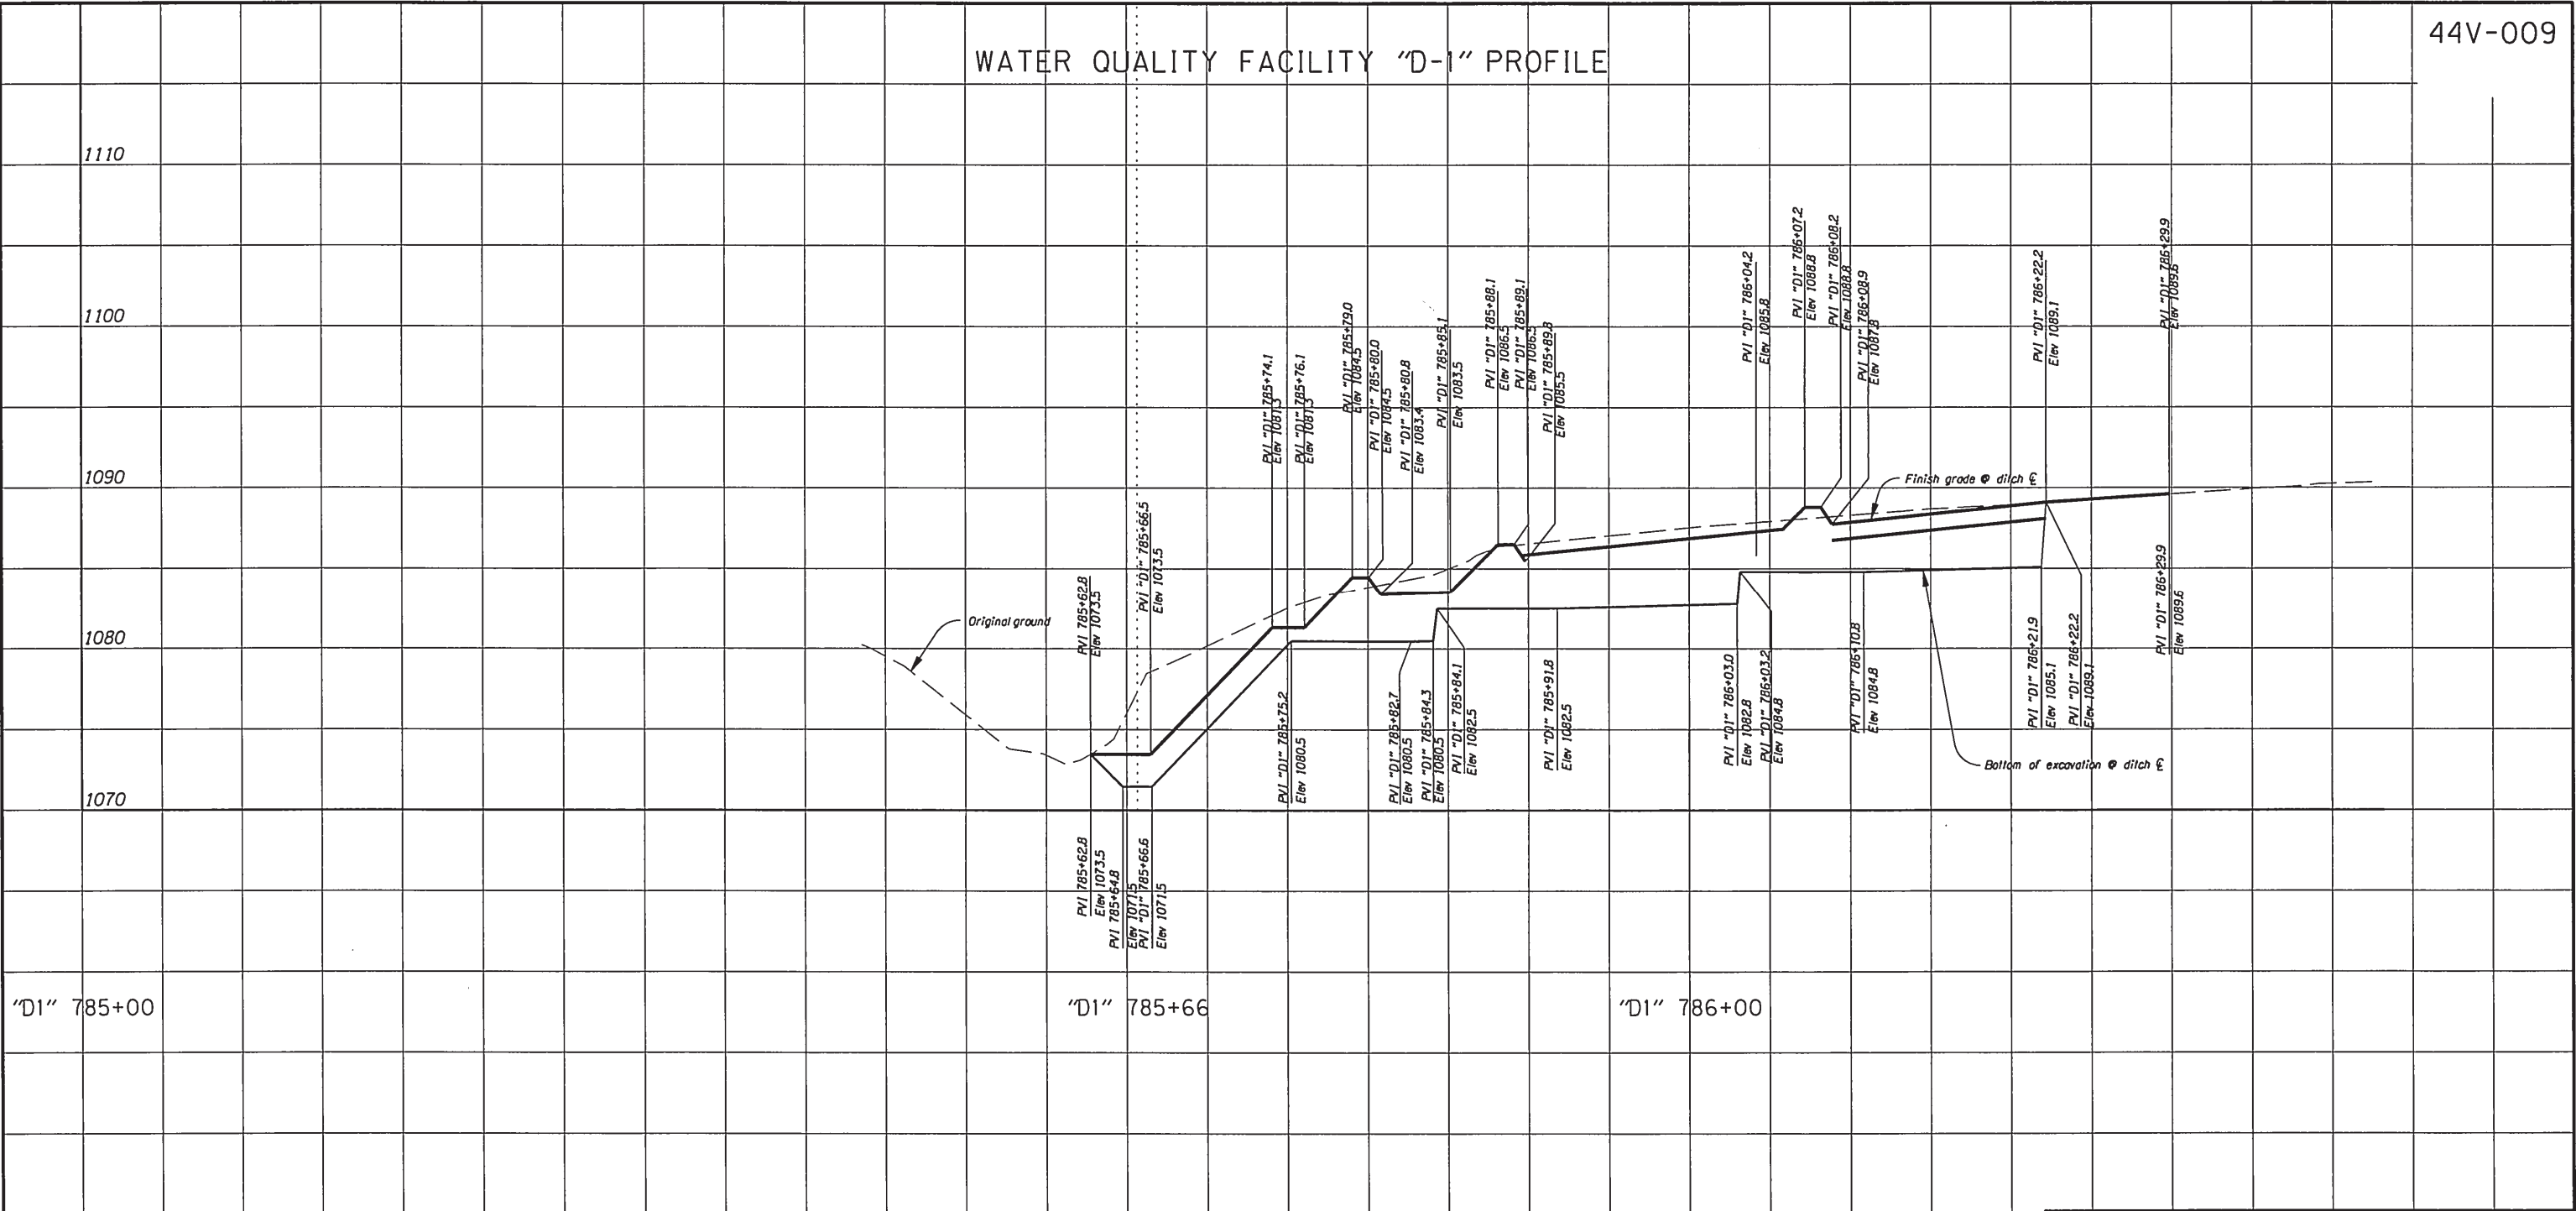 44V-009
WATER QUALITY FACILITY "D-1" PROFILE
1110
1100
1090
1080
1070
Original ground
Finish grade @ ditch ℄
Bottom of excavation @ ditch ℄
PVI 785+62.8
Elev 1073.5
PVI "D1" 785+66.5
Elev 1073.5
PVI "D1" 785+74.1
Elev 1081.3
PVI "D1" 785+76.1
Elev 1081.3
PVI "D1" 785+79.0
Elev 1084.5
PVI "D1" 785+80.0
Elev 1084.5
PVI "D1" 785+80.8
Elev 1083.4
PVI "D1" 785+85.1
Elev 1083.5
PVI "D1" 785+88.1
Elev 1086.5
PVI "D1" 785+89.1
Elev 1086.5
PVI "D1" 785+89.8
Elev 1085.5
PVI "D1" 786+04.2
Elev 1085.8
PVI "D1" 786+07.2
Elev 1088.8
PVI "D1" 786+08.2
Elev 1088.8
PVI "D1" 786+08.9
Elev 1087.8
PVI "D1" 786+22.2
Elev 1089.1
PVI "D1" 786+29.9
Elev 1089.6
PVI 785+62.8
Elev 1073.5
PVI 785+64.8
Elev 1071.5
PVI "D1" 785+66.6
Elev 1071.5
PVI "D1" 785+75.2
Elev 1080.5
PVI "D1" 785+82.7
Elev 1080.5
PVI "D1" 785+84.3
Elev 1080.5
PVI "D1" 785+84.1
Elev 1082.5
PVI "D1" 785+91.8
Elev 1082.5
PVI "D1" 786+03.0
Elev 1082.8
PVI "D1" 786+03.2
Elev 1084.8
PVI "D1" 786+10.8
Elev 1084.8
PVI "D1" 786+21.9
Elev 1085.1
PVI "D1" 786+22.2
Elev 1089.1
PVI "D1" 786+29.9
Elev 1089.6
"D1" 785+00
"D1" 785+66
"D1" 786+00